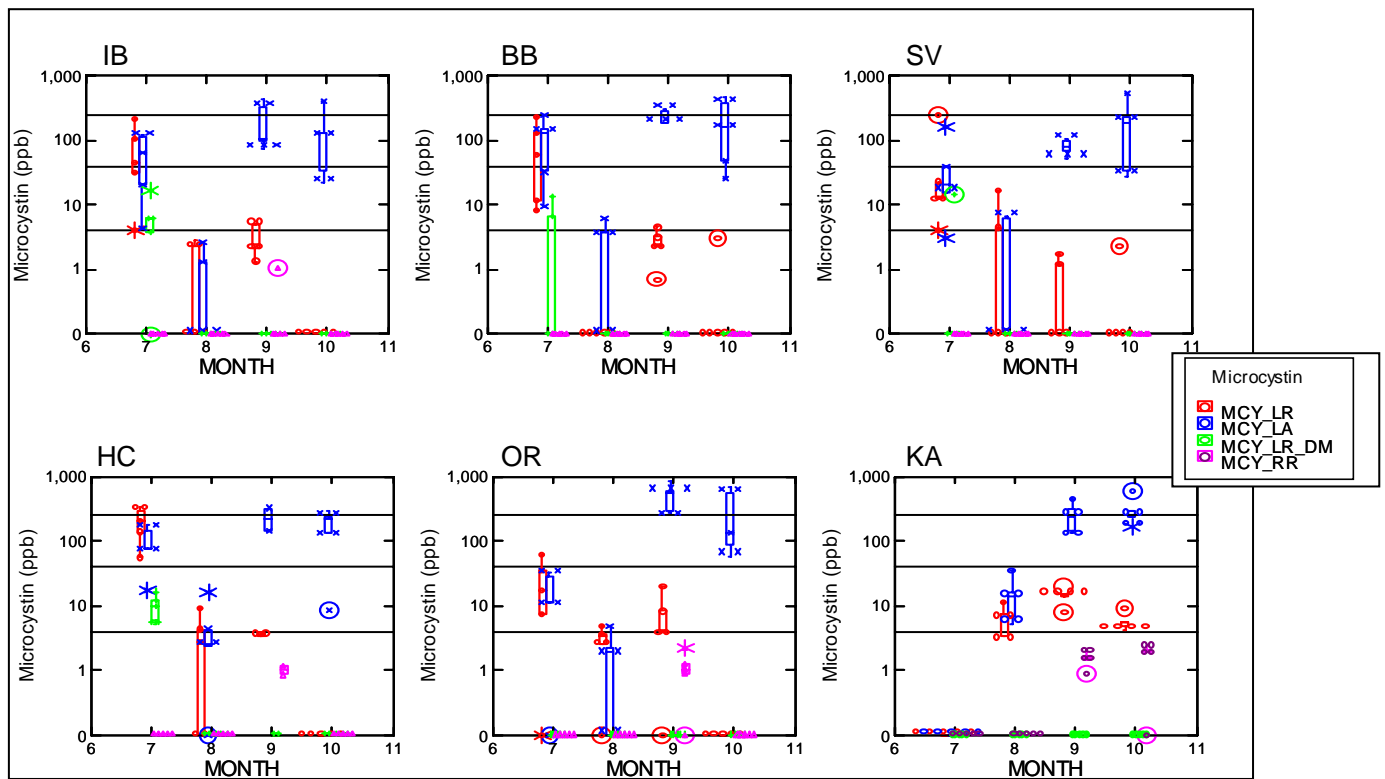 IB
BB
SV
1,000
100
10
1
0
Microcystin (ppb)
6 7 8 9 10 11
MONTH
1,000
100
10
1
0
Microcystin (ppb)
6 7 8 9 10 11
MONTH
1,000
100
10
1
0
Microcystin (ppb)
6 7 8 9 10 11
MONTH
Microcystin
MCY_LR
MCY_LA
MCY_LR_DM
MCY_RR
HC
OR
KA
1,000
100
10
1
0
Microcystin (ppb)
6 7 8 9 10 11
MONTH
1,000
100
10
1
0
Microcystin (ppb)
6 7 8 9 10 11
MONTH
1,000
100
10
1
0
Microcystin (ppb)
6 7 8 9 10 11
MONTH